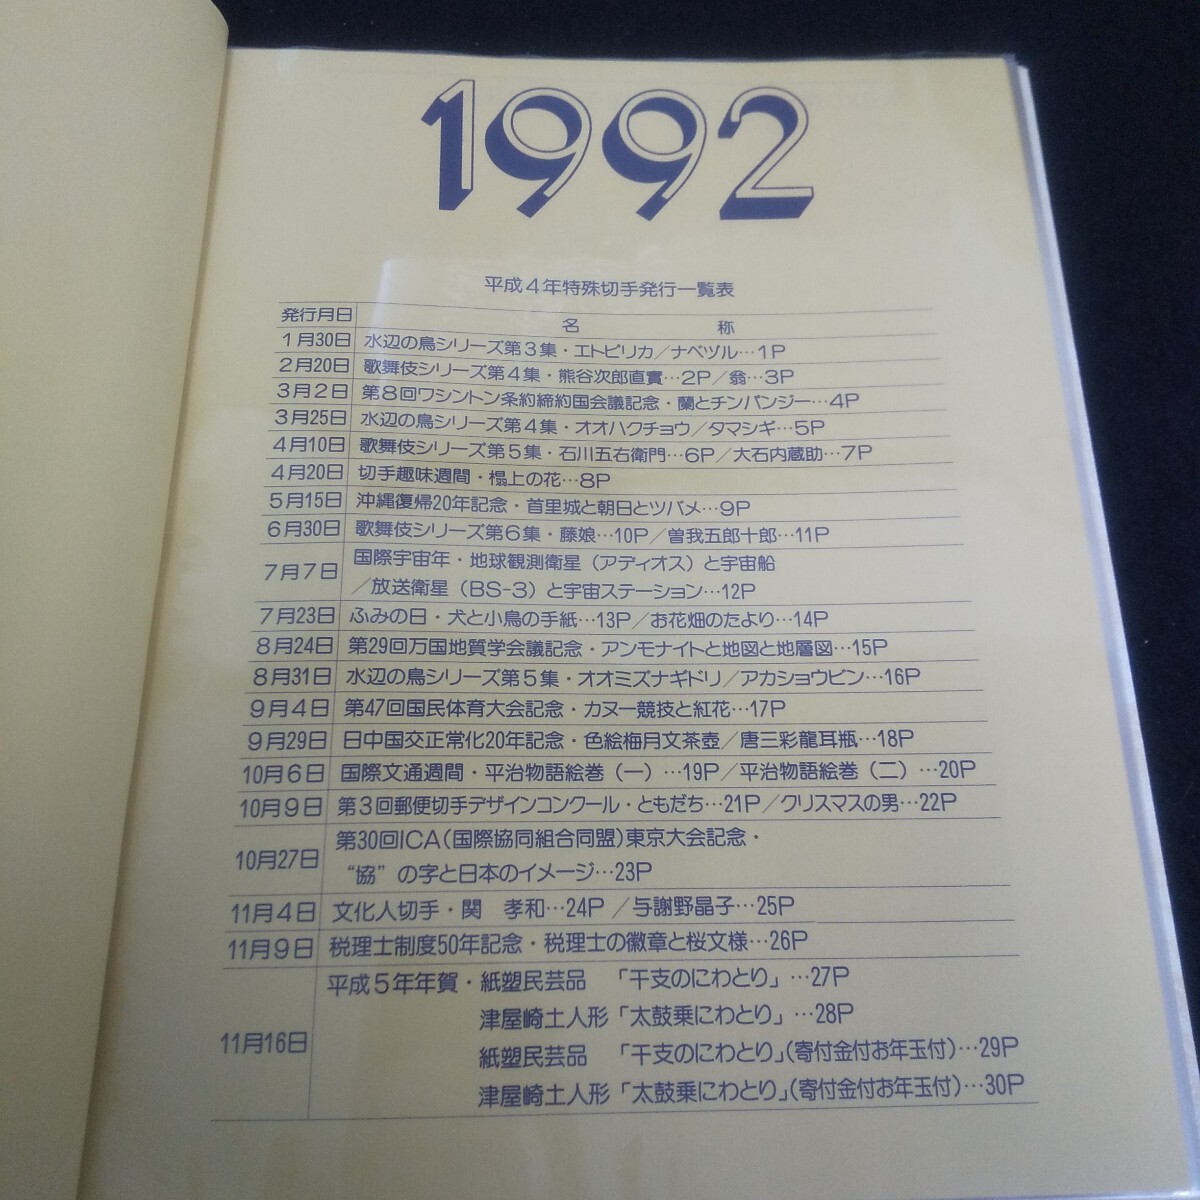 1992
平成4年特殊切手発行一覧表
発行月日 名 称
1月30日 水辺の鳥シリーズ第3集・エトピリカ／ナベヅル…1P
2月20日 歌舞伎シリーズ第4集・熊谷次郎直實…2P／翁…3P
3月2日 第8回ワシントン条約締約国会議記念・蘭とチンパンジー…4P
3月25日 水辺の鳥シリーズ第4集・オオハクチョウ／タマシギ…5P
4月10日 歌舞伎シリーズ第5集・石川五右衛門…6P／大石内蔵助…7P
4月20日 切手趣味週間・榻上の花…8P
5月15日 沖縄復帰20年記念・首里城と朝日とツバメ…9P
6月30日 歌舞伎シリーズ第6集・藤娘…10P／曽我五郎十郎…11P
7月7日 国際宇宙年・地球観測衛星（アディオス）と宇宙船
／放送衛星（BS-3）と宇宙ステーション…12P
7月23日 ふみの日・犬と小鳥の手紙…13P／お花畑のたより…14P
8月24日 第29回万国地質学会議記念・アンモナイトと地図と地層図…15P
8月31日 水辺の鳥シリーズ第5集・オオミズナギドリ／アカショウビン…16P
9月4日 第47回国民体育大会記念・カヌー競技と紅花…17P
9月29日 日中国交正常化20年記念・色絵梅月文茶壺／唐三彩龍耳瓶…18P
10月6日 国際文通週間・平治物語絵巻（一）…19P／平治物語絵巻（二）…20P
10月9日 第3回郵便切手デザインコンクール・ともだち…21P／クリスマスの男…22P
10月27日 第30回ICA（国際協同組合同盟）東京大会記念・
“協”の字と日本のイメージ…23P
11月4日 文化人切手・関 孝和…24P／与謝野晶子…25P
11月9日 税理士制度50年記念・税理士の徽章と桜文様…26P
11月16日 平成5年年賀・紙塑民芸品 「干支のにわとり」…27P
津屋崎土人形「太鼓乗にわとり」…28P
紙塑民芸品 「干支のにわとり」（寄付金付お年玉付）…29P
津屋崎土人形「太鼓乗にわとり」（寄付金付お年玉付）…30P